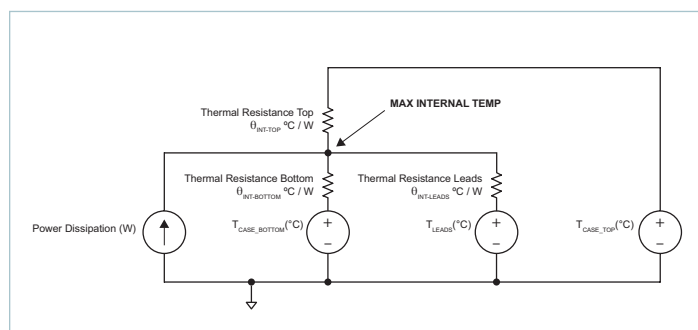 MAX INTERNAL TEMP
Thermal Resistance Top
θINT-TOP ºC / W
Thermal Resistance Bottom
θINT-BOTTOM ºC / W
Thermal Resistance Leads
θINT-LEADS ºC / W
Power Dissipation (W)
TCASE_BOTTOM(°C)
+
–
TLEADS(°C)
+
–
TCASE_TOP(°C)
+
–